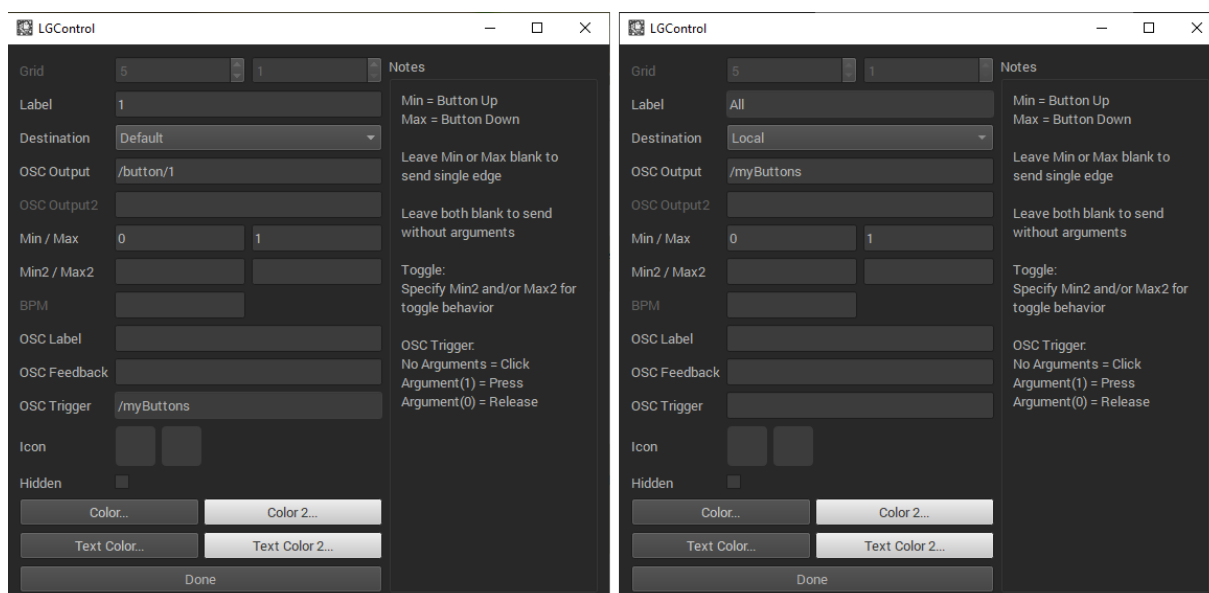 LGControl
Grid 5 1
Label 1
Destination Default
OSC Output /button/1
OSC Output2
Min / Max 0 1
Min2 / Max2
BPM
OSC Label
OSC Feedback
OSC Trigger /myButtons
Icon
Hidden
Color... Color 2...
Text Color... Text Color 2...
Done
Notes
Min = Button Up
Max = Button Down
Leave Min or Max blank to
send single edge
Leave both blank to send
without arguments
Toggle:
Specify Min2 and/or Max2 for
toggle behavior
OSC Trigger:
No Arguments = Click
Argument(1) = Press
Argument(0) = Release
LGControl
Grid 5 1
Label All
Destination Local
OSC Output /myButtons
OSC Output2
Min / Max 0 1
Min2 / Max2
BPM
OSC Label
OSC Feedback
OSC Trigger
Icon
Hidden
Color... Color 2...
Text Color... Text Color 2...
Done
Notes
Min = Button Up
Max = Button Down
Leave Min or Max blank to
send single edge
Leave both blank to send
without arguments
Toggle:
Specify Min2 and/or Max2 for
toggle behavior
OSC Trigger:
No Arguments = Click
Argument(1) = Press
Argument(0) = Release